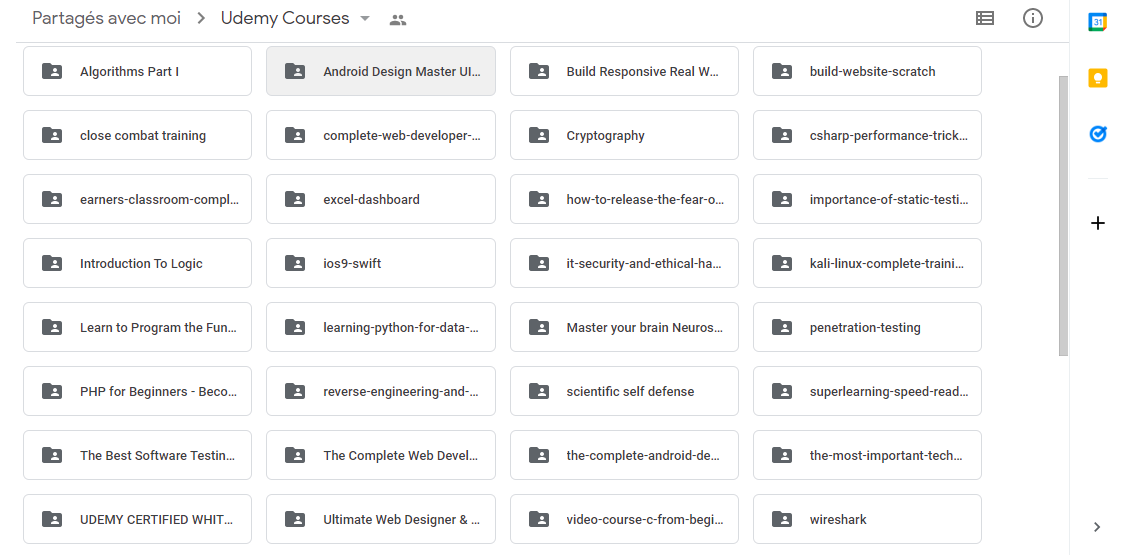 Partagés avec moi > Udemy Courses
31
Algorithms Part I
Android Design Master UI...
Build Responsive Real W...
build-website-scratch
close combat training
complete-web-developer-...
Cryptography
csharp-performance-trick...
earners-classroom-compl...
excel-dashboard
how-to-release-the-fear-o...
importance-of-static-testi...
Introduction To Logic
ios9-swift
it-security-and-ethical-ha...
kali-linux-complete-traini...
Learn to Program the Fun...
learning-python-for-data-...
Master your brain Neuros...
penetration-testing
PHP for Beginners - Beco...
reverse-engineering-and-...
scientific self defense
superlearning-speed-read...
The Best Software Testin...
The Complete Web Devel...
the-complete-android-de...
the-most-important-tech...
UDEMY CERTIFIED WHIT...
Ultimate Web Designer & ...
video-course-c-from-begi...
wireshark